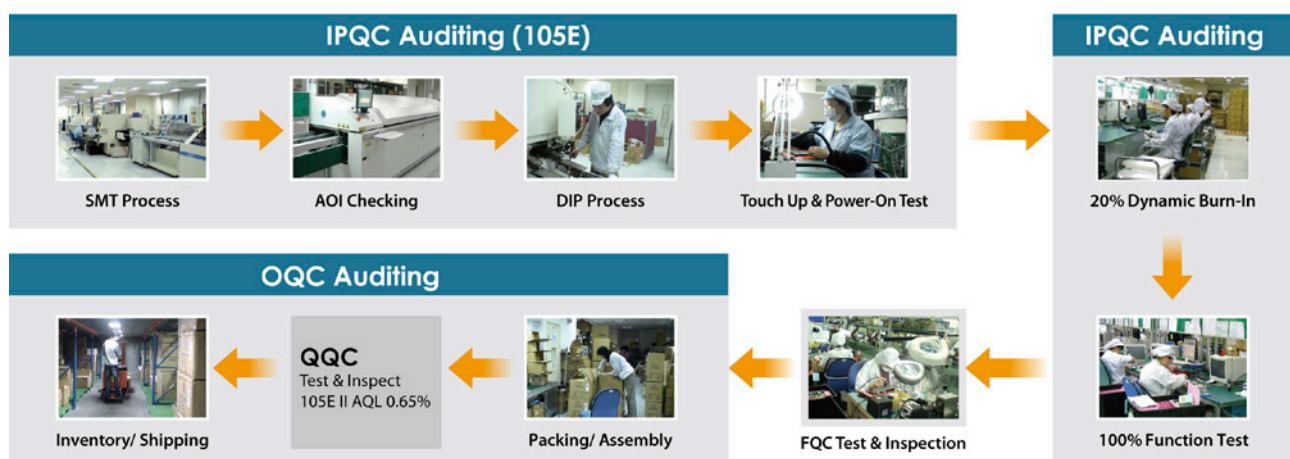 IPQC Auditing (105E)
SMT Process
AOI Checking
DIP Process
Touch Up & Power-On Test
IPQC Auditing
20% Dynamic Burn-In
100% Function Test
FQC Test & Inspection
OQC Auditing
Packing/ Assembly
QQC
Test & Inspect
105E II AQL 0.65%
Inventory/ Shipping